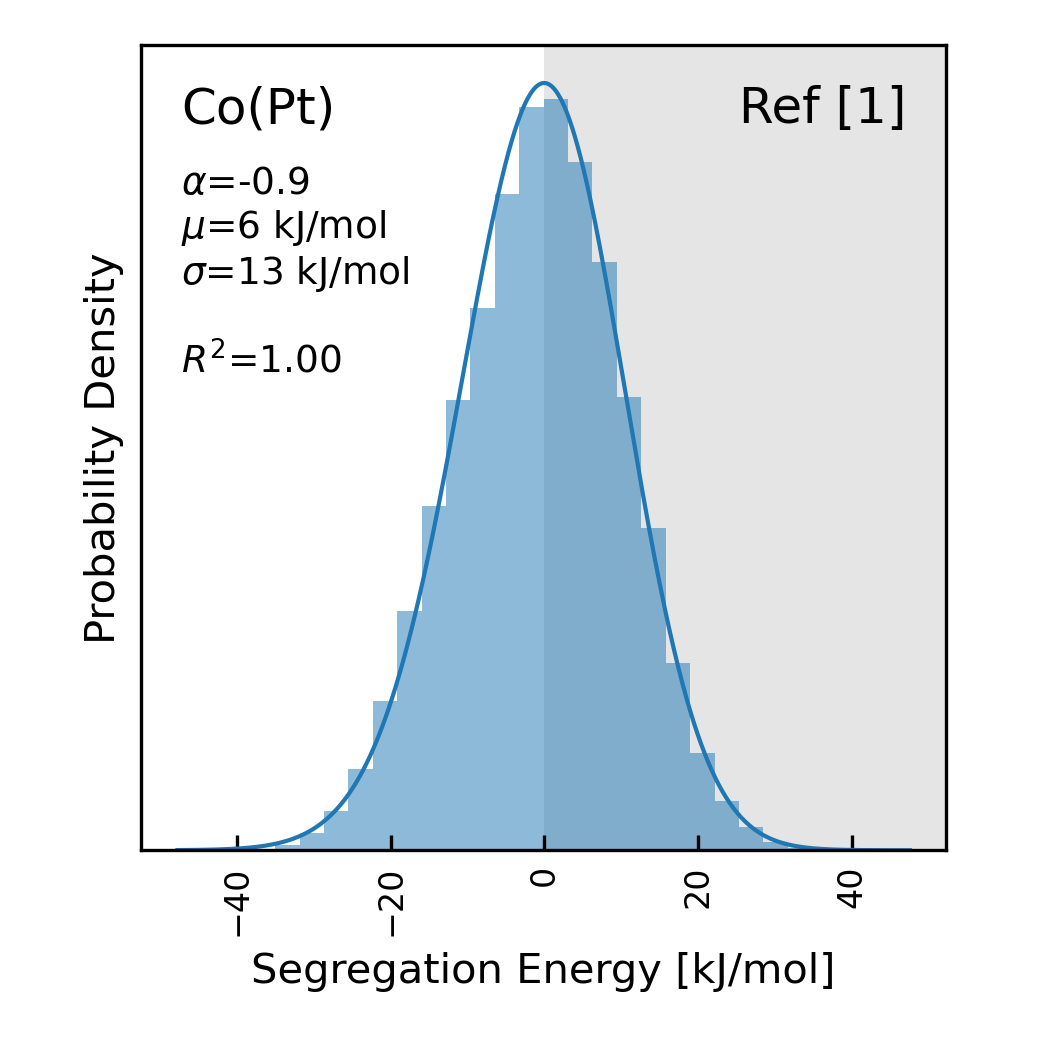 Co(Pt)
Ref [1]
α=-0.9
μ=6 kJ/mol
σ=13 kJ/mol
R²=1.00
Probability Density
−40
−20
0
20
40
Segregation Energy [kJ/mol]